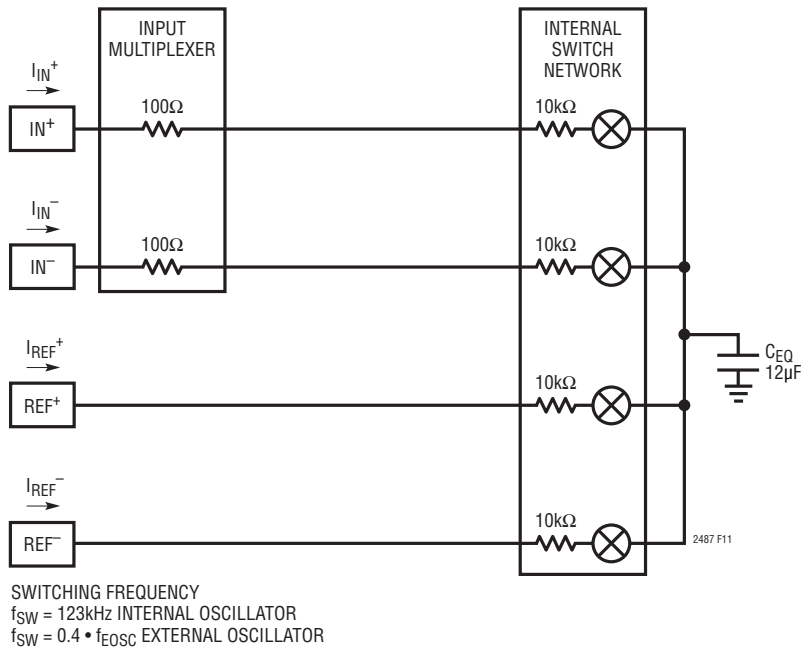 INPUT
MULTIPLEXER
INTERNAL
SWITCH
NETWORK
IIN+
100Ω
10kΩ
IN+
IIN−
100Ω
10kΩ
IN−
IREF+
10kΩ
REF+
CEQ
12µF
IREF−
10kΩ
REF−
2487 F11
SWITCHING FREQUENCY
fSW = 123kHz INTERNAL OSCILLATOR
fSW = 0.4 • fEOSC EXTERNAL OSCILLATOR